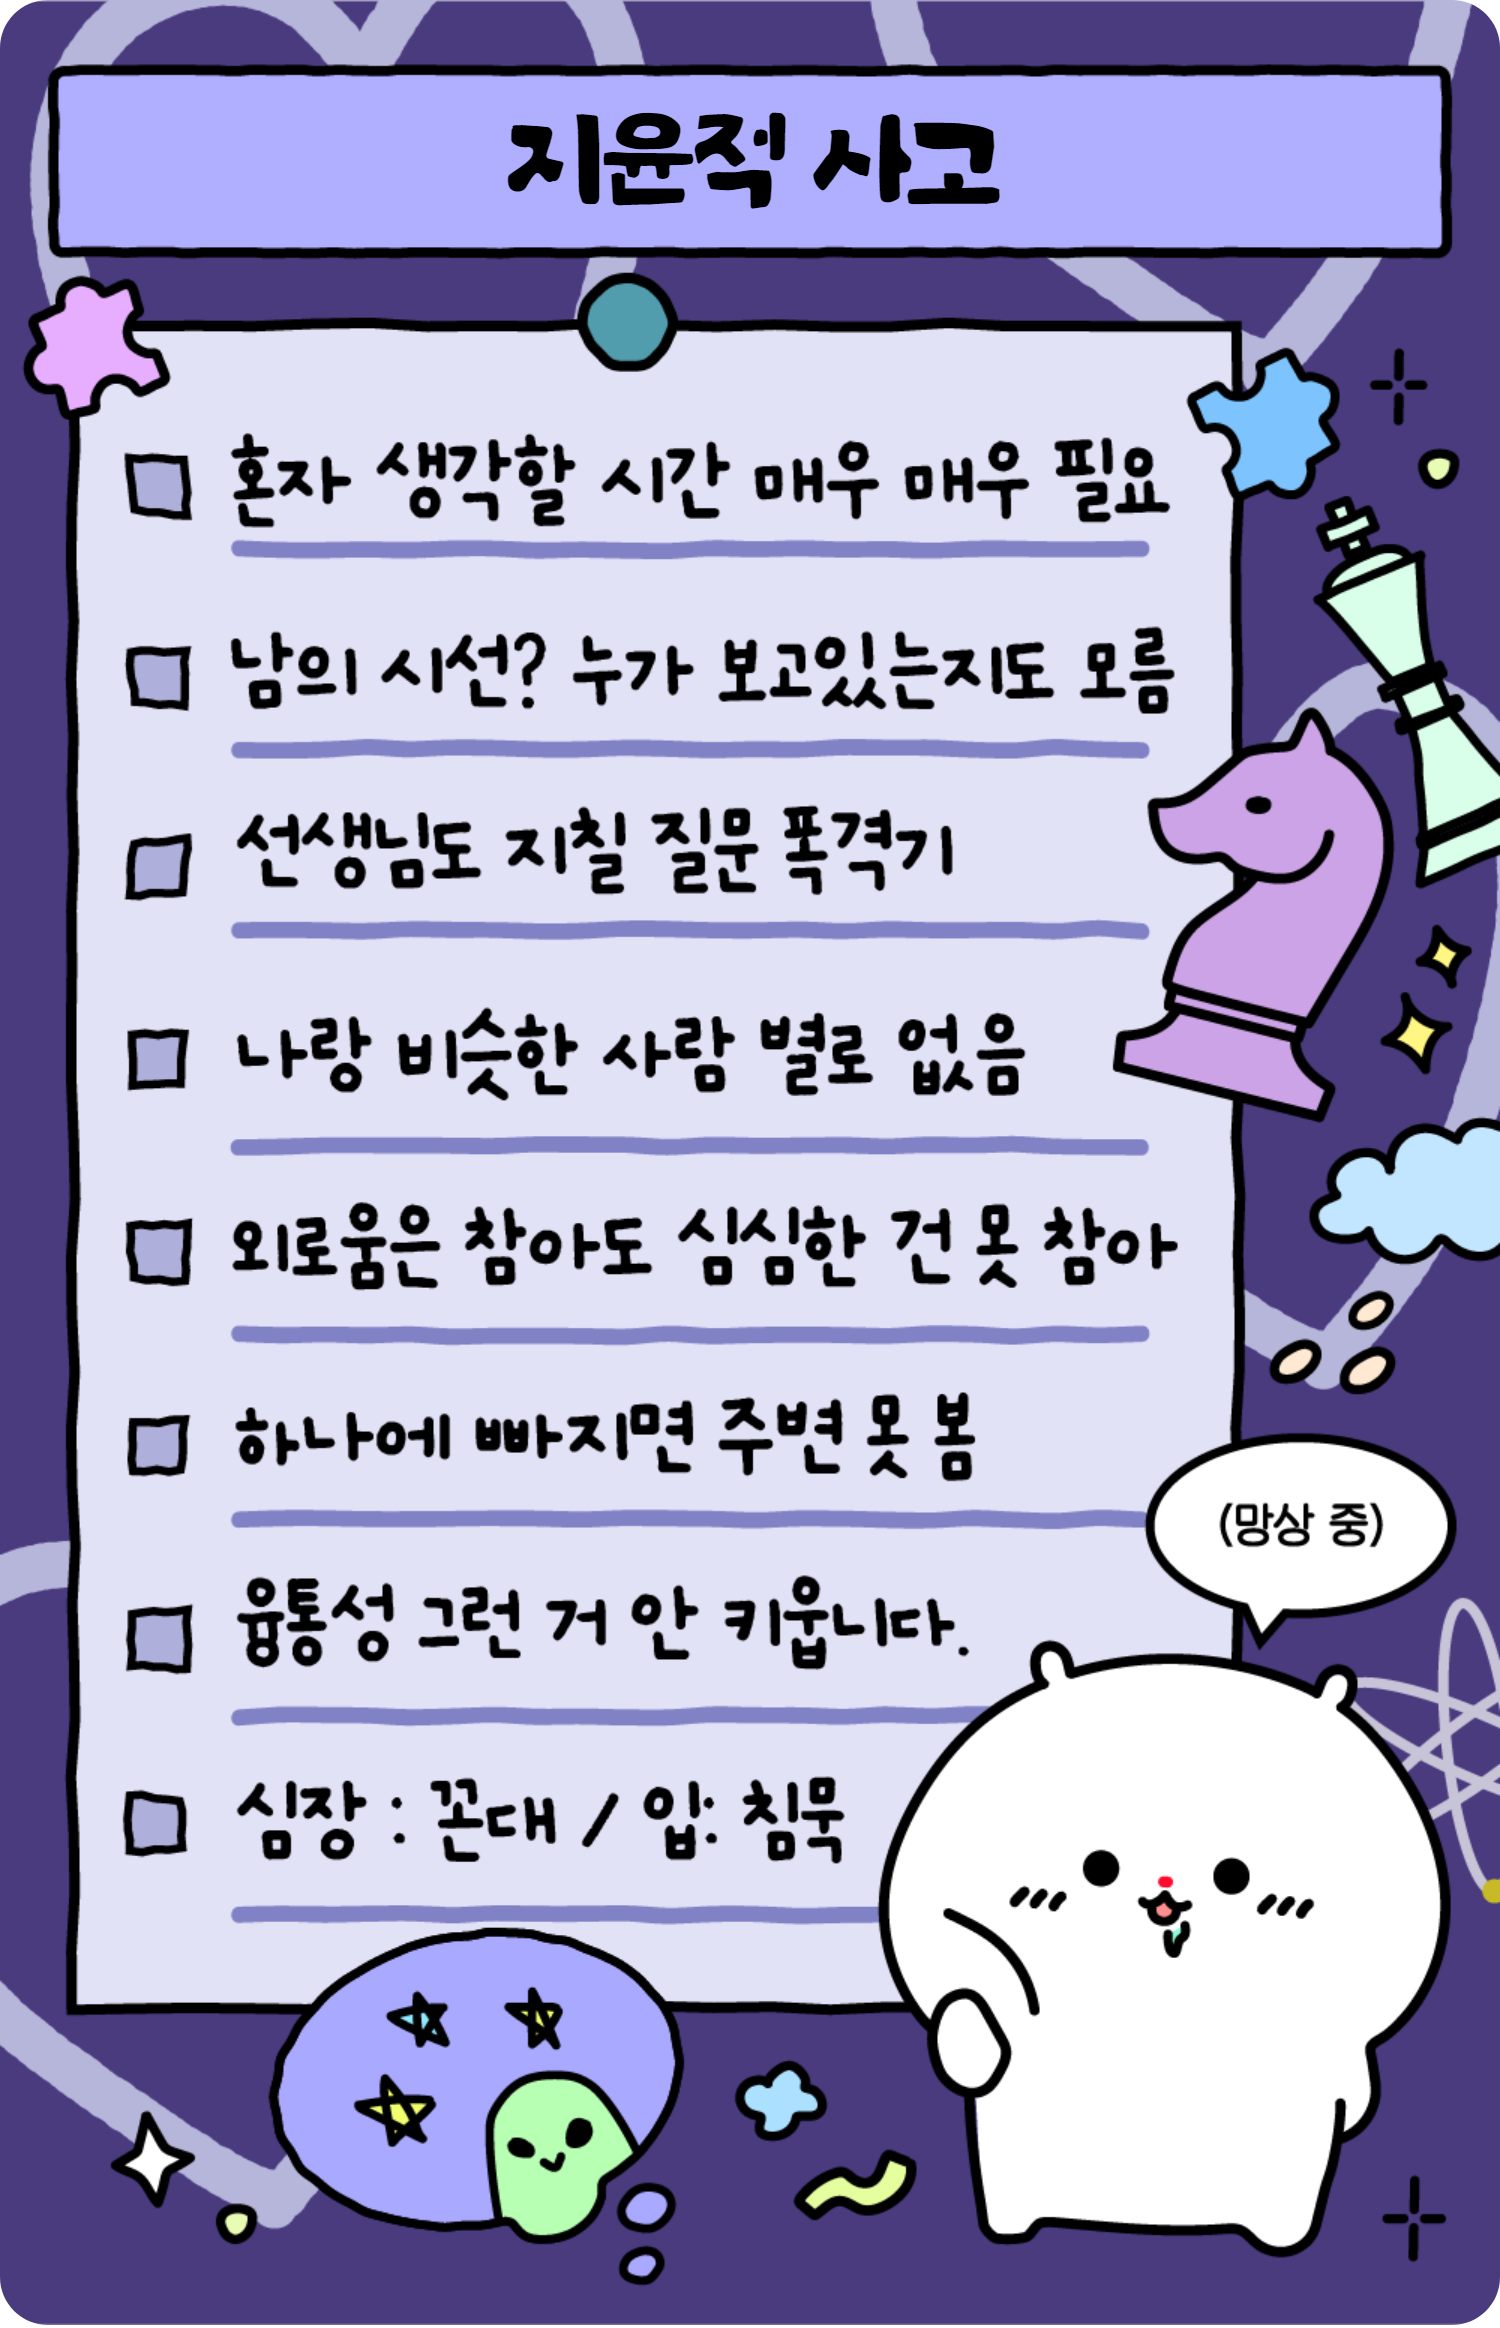 지윤적 사고
혼자 생각할 시간 매우 매우 필요
남의 시선? 누가 보고있는지도 모름
선생님도 지칠 질문 폭격기
나랑 비슷한 사람 별로 없음
외로움은 참아도 심심한 건 못 참아
하나에 빠지면 주변 못 봄
(망상 중)
융통성 그런 거 안 키웁니다.
심장 : 꼰대 / 입: 침묵